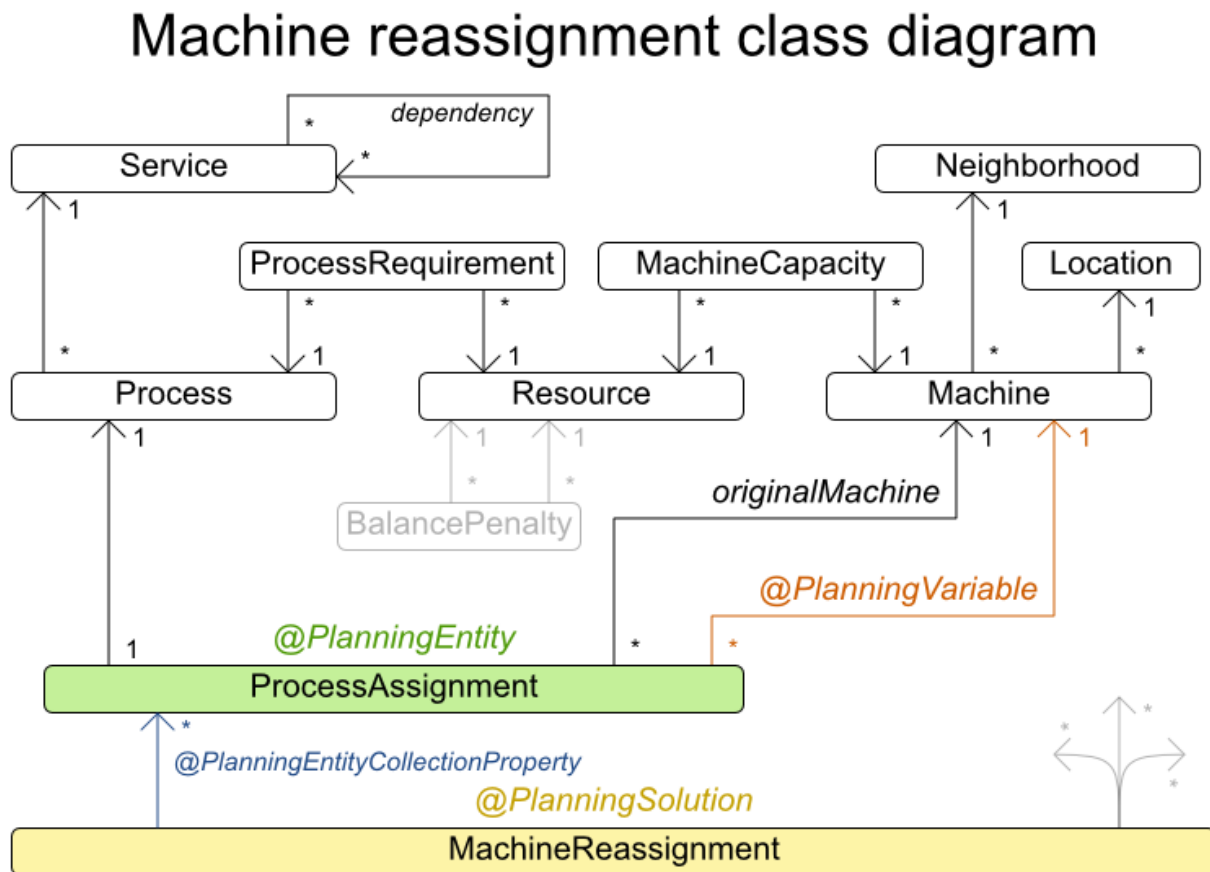 Machine reassignment class diagram
* dependency
Service * Neighborhood
1 1
ProcessRequirement MachineCapacity Location
* * * * 1
* 1 1 1 1 * *
Process Resource Machine
1 1 1 1 1
* * originalMachine
BalancePenalty
@PlanningVariable
1 @PlanningEntity * *
ProcessAssignment
* *
@PlanningEntityCollectionProperty * *
@PlanningSolution
MachineReassignment